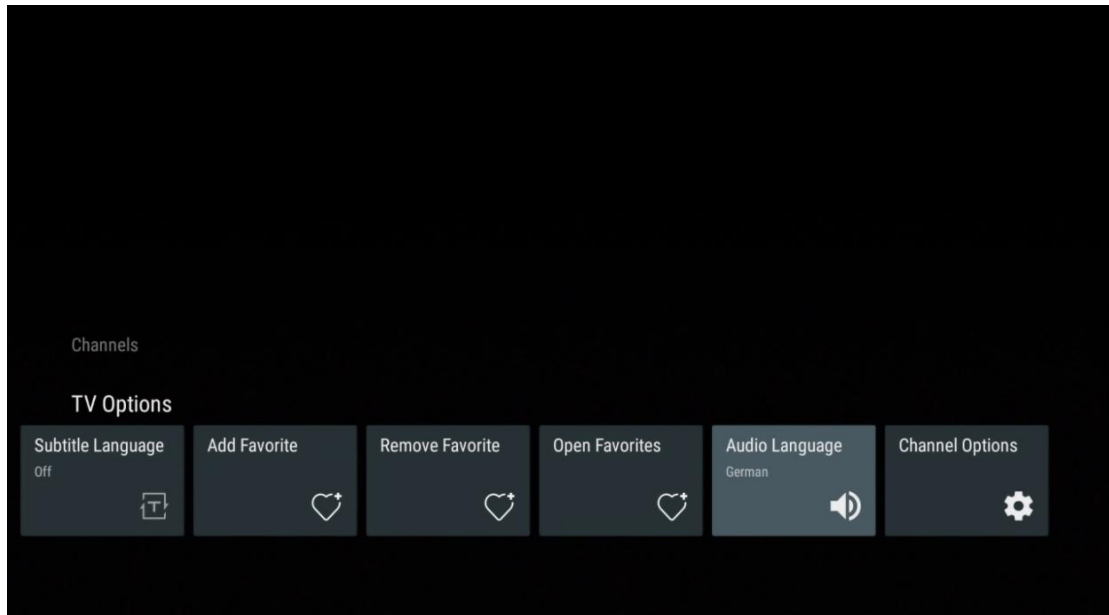 Channels
TV Options
Subtitle Language
Off
Add Favorite
Remove Favorite
Open Favorites
Audio Language
German
Channel Options